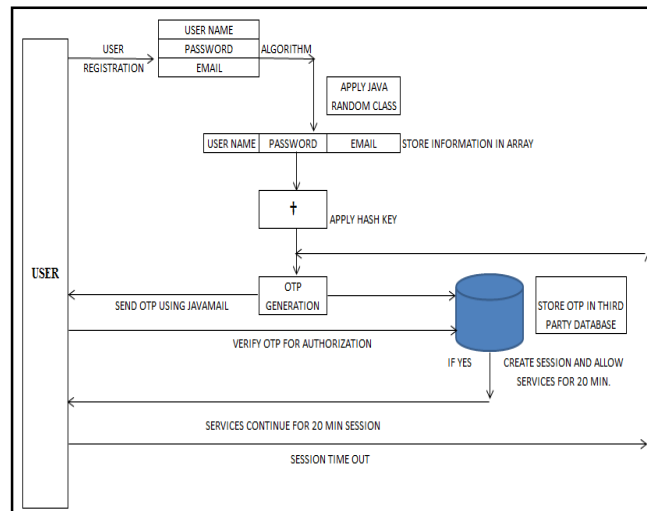 USER NAME
USER
REGISTRATION
PASSWORD
ALGORITHM
EMAIL
APPLY JAVA
RANDOM CLASS
USER NAME PASSWORD EMAIL STORE INFORMATION IN ARRAY
✝
APPLY HASH KEY
USER
OTP
GENERATION
SEND OTP USING JAVAMAIL
STORE OTP IN THIRD
PARTY DATABASE
VERIFY OTP FOR AUTHORIZATION
IF YES
CREATE SESSION AND ALLOW
SERVICES FOR 20 MIN.
SERVICES CONTINUE FOR 20 MIN SESSION
SESSION TIME OUT